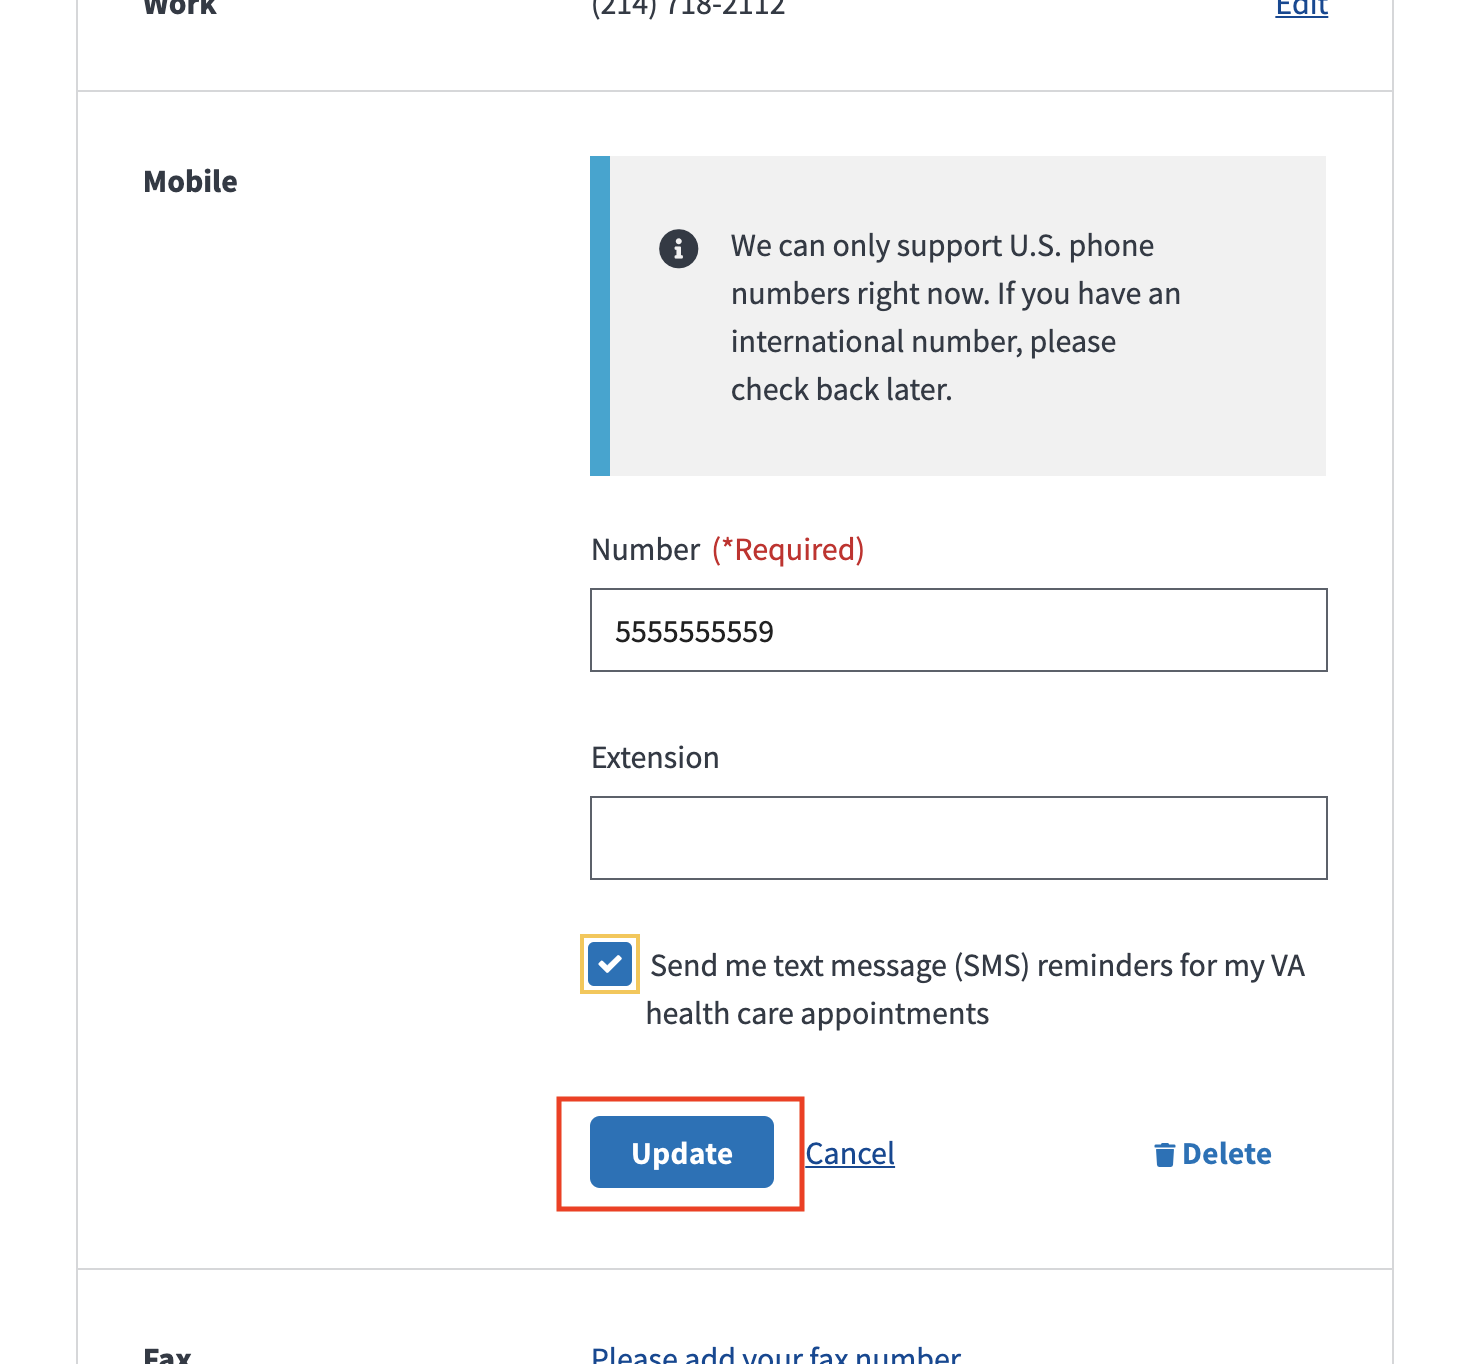 Work
(214) 718-2112
Edit
Mobile
We can only support U.S. phone
numbers right now. If you have an
international number, please
check back later.
Number (*Required)
5555555559
Extension
Send me text message (SMS) reminders for my VA
health care appointments
Update
Cancel
Delete
Fax
Please add your fax number